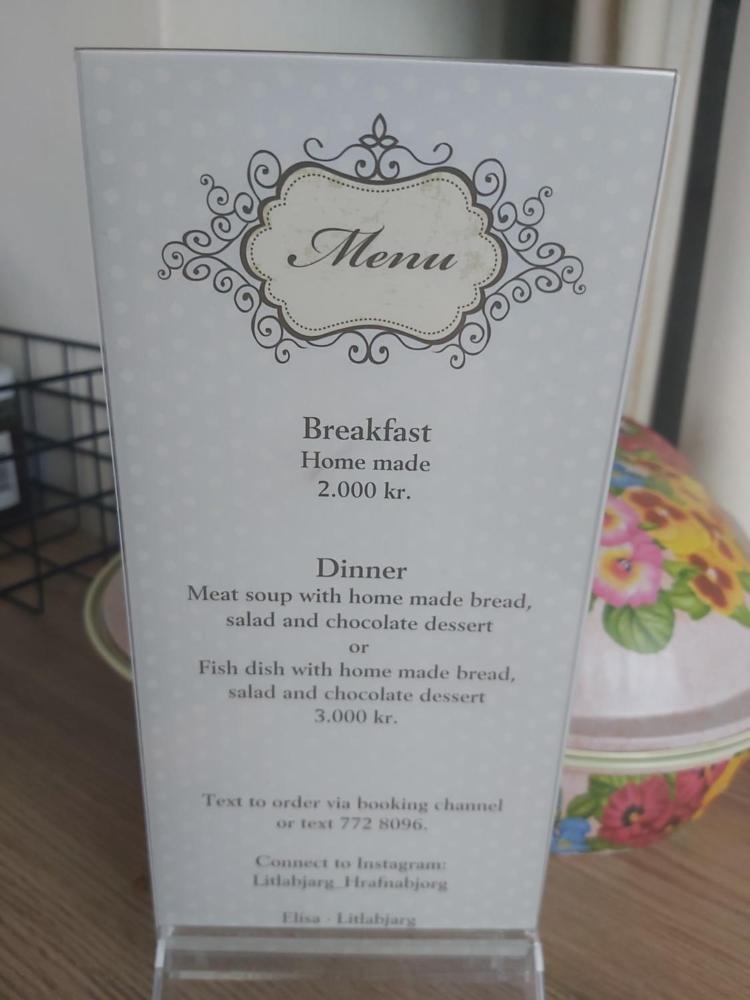 Menu
Breakfast
Home made
2.000 kr.
Dinner
Meat soup with home made bread,
salad and chocolate dessert
or
Fish dish with home made bread,
salad and chocolate dessert
3.000 kr.
Text to order via booking channel
or text 772 8096.
Connect to Instagram:
Litlabjarg_Hrafnabjorg
Elisa · Litlabjarg